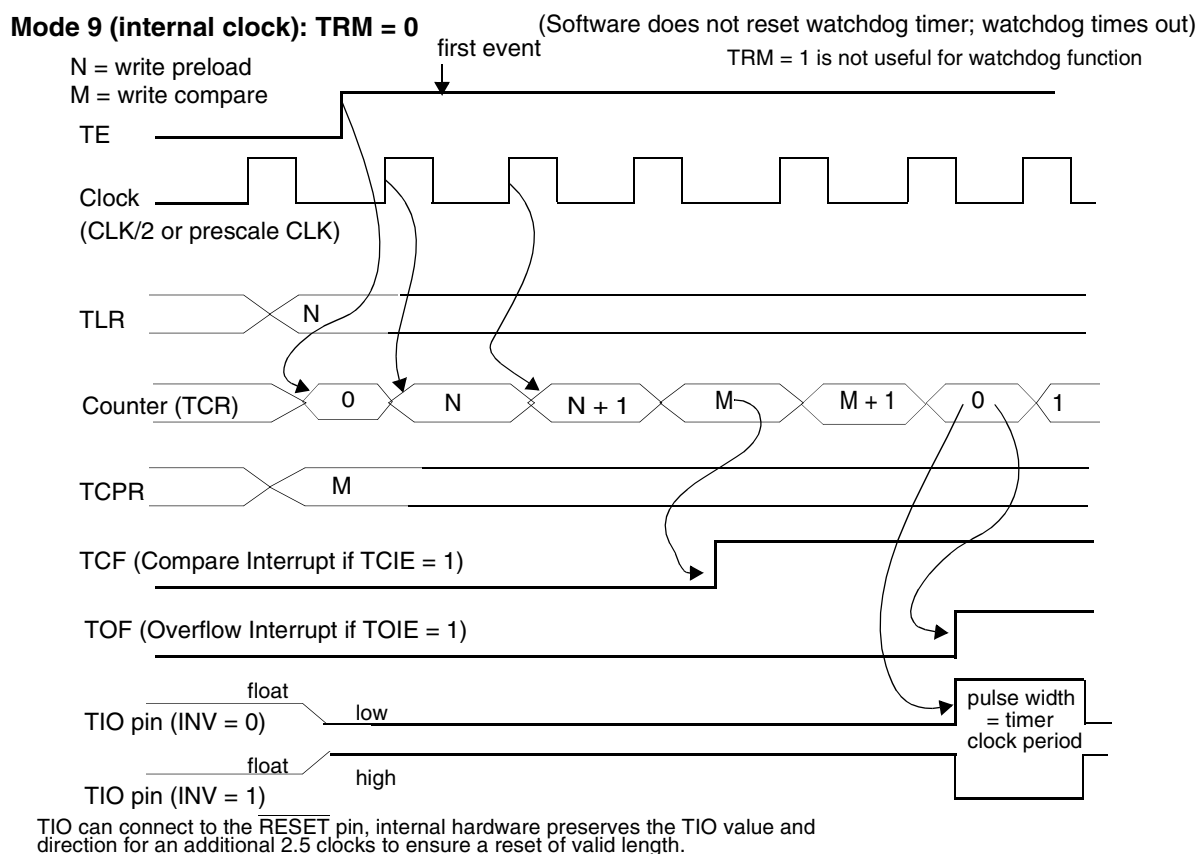 Mode 9 (internal clock): TRM = 0
(Software does not reset watchdog timer; watchdog times out)
first event
TRM = 1 is not useful for watchdog function
N = write preload
M = write compare
TE
Clock
(CLK/2 or prescale CLK)
TLR
N
Counter (TCR)
0
N
N + 1
M
M + 1
0
1
TCPR
M
TCF (Compare Interrupt if TCIE = 1)
TOF (Overflow Interrupt if TOIE = 1)
float
TIO pin (INV = 0)
low
pulse width
= timer
clock period
float
TIO pin (INV = 1)
high
TIO can connect to the RESET pin, internal hardware preserves the TIO value and
direction for an additional 2.5 clocks to ensure a reset of valid length.